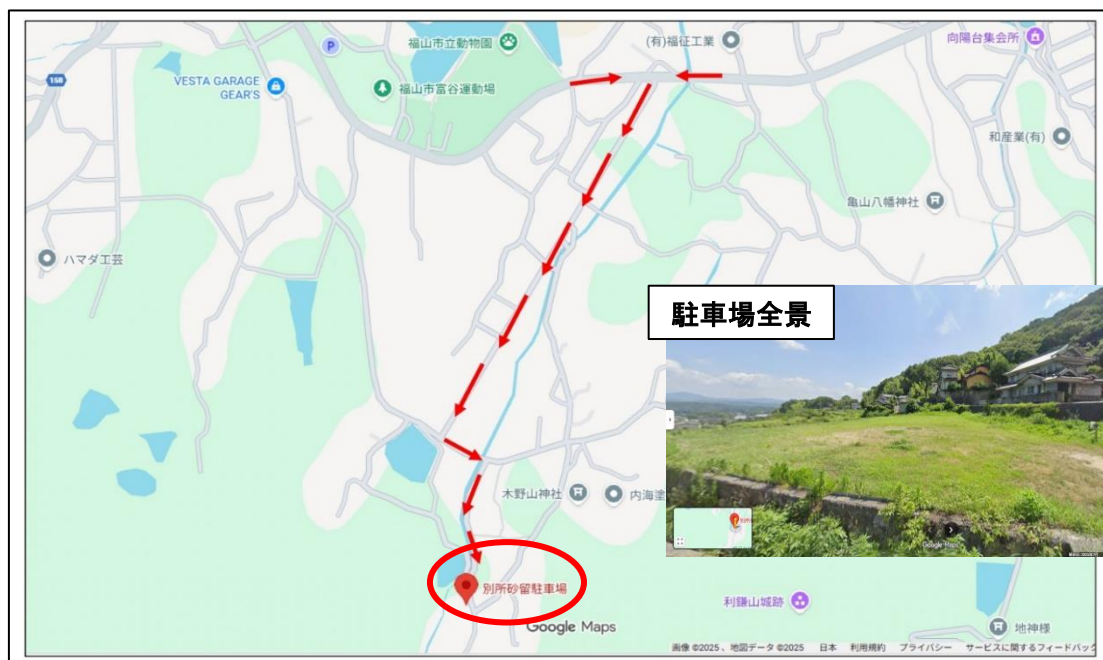 福山市立動物園
(有)福征工業
向陽台集会所
P
158
VESTA GARAGE
GEAR'S
福山市富谷運動場
和産業(有)
亀山八幡神社
ハマダ工芸
駐車場全景
木野山神社
内海塗
別所砂留駐車場
Google Maps
利鎌山城跡
Google Maps
地神様
画像 ©2025、地図データ ©2025 日本 利用規約 プライバシー サービスに関するフィードバック